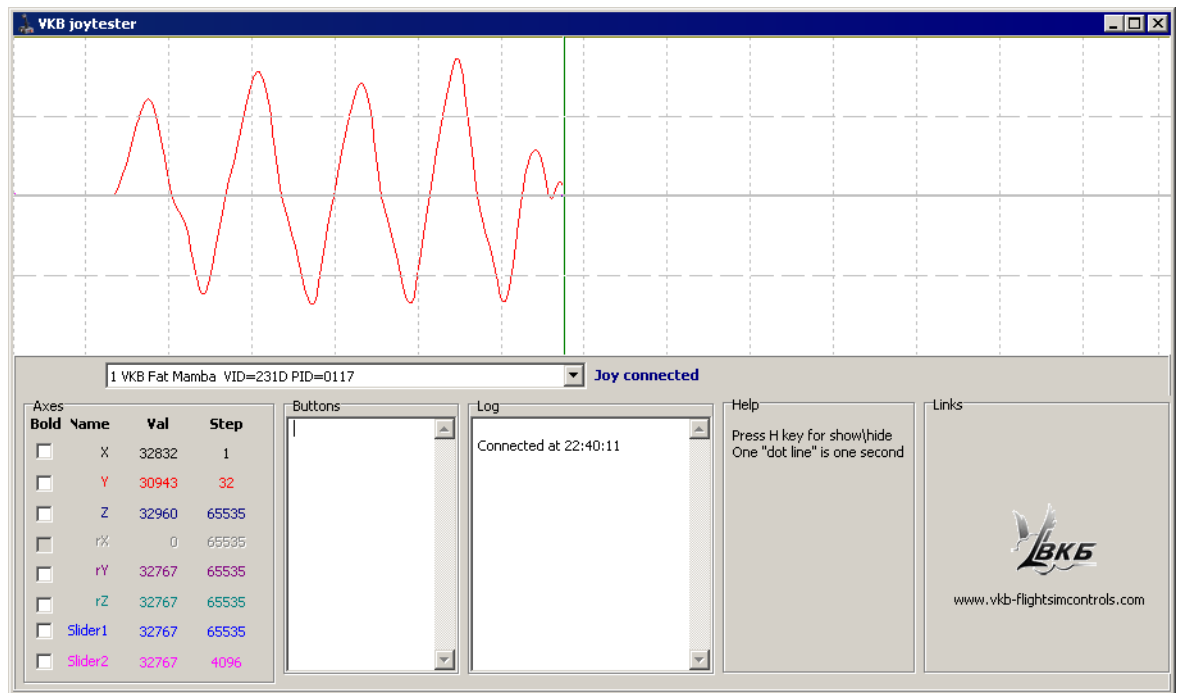 VKB joytester
1 VKB Fat Mamba VID=231D PID=0117
Joy connected
Axes
Bold Name Val Step
X 32832 1
Y 30943 32
Z 32960 65535
rX 0 65535
rY 32767 65535
rZ 32767 65535
Slider1 32767 65535
Slider2 32767 4096
Buttons
Log
Connected at 22:40:11
Help
Press H key for show\hide
One "dot line" is one second
Links
ВКБ
www.vkb-flightsimcontrols.com